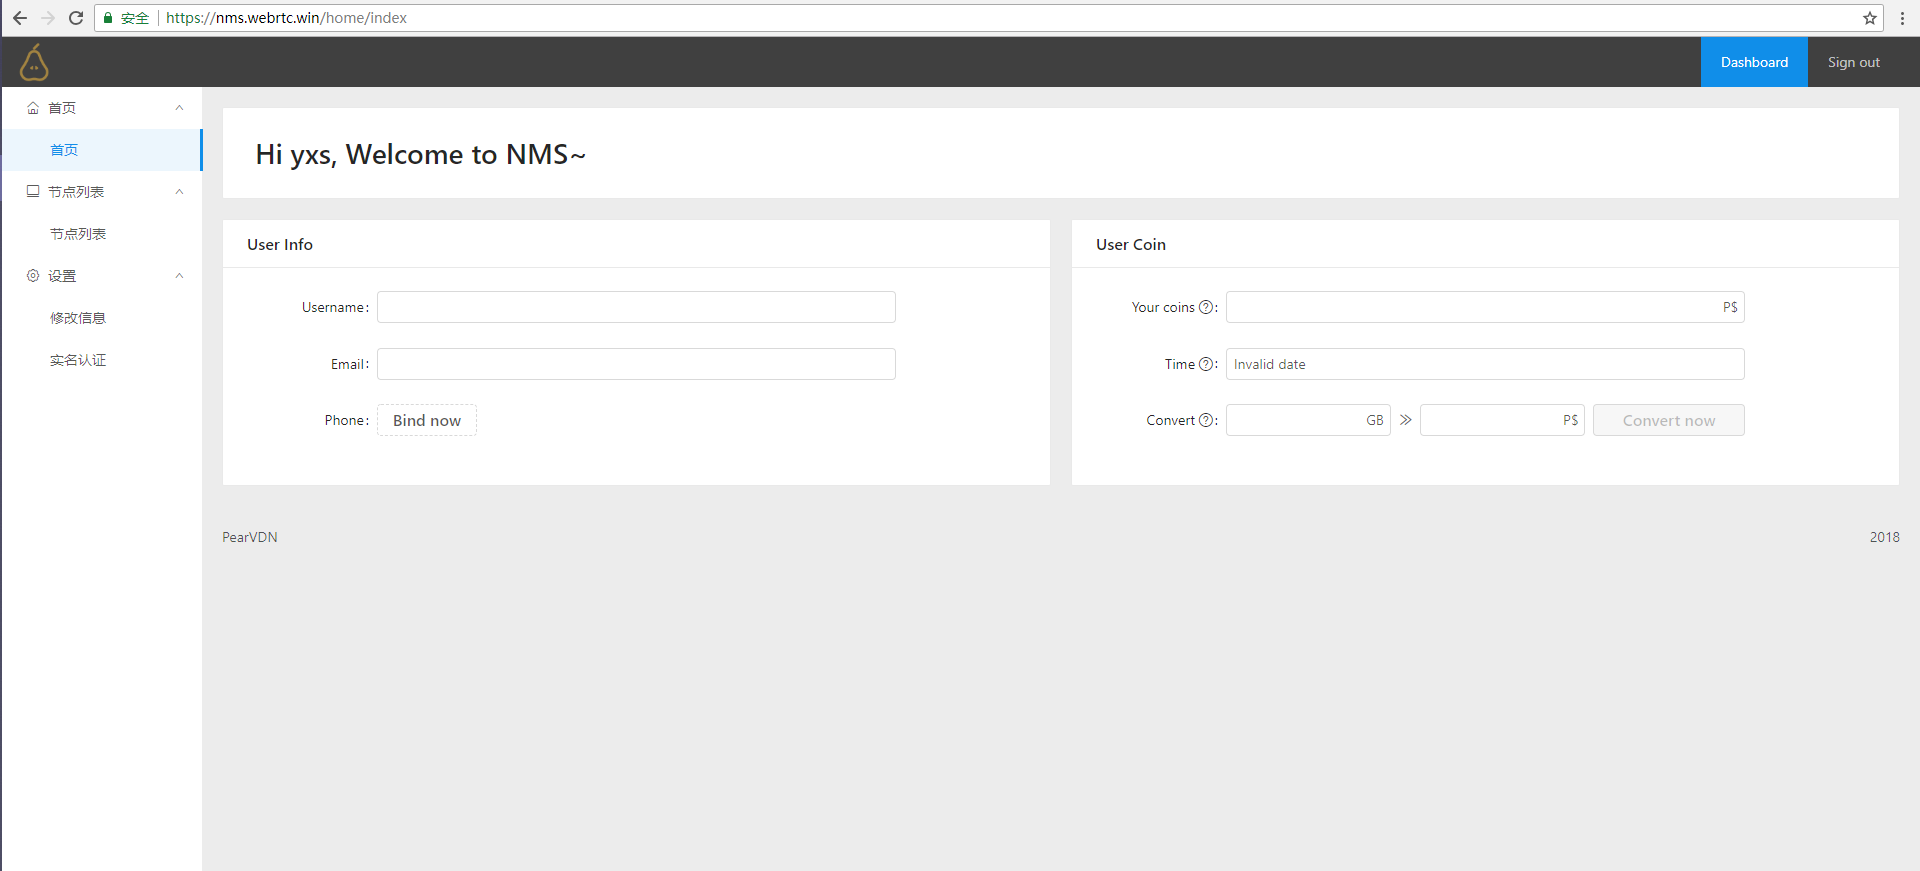 安全 https://nms.webrtc.win/home/index
Dashboard Sign out
首页
首页
节点列表
节点列表
设置
修改信息
实名认证
Hi yxs, Welcome to NMS~
User Info
Username:
Email:
Phone: Bind now
User Coin
Your coins ?: P$
Time ?: Invalid date
Convert ?: GB >> P$ Convert now
PearVDN 2018